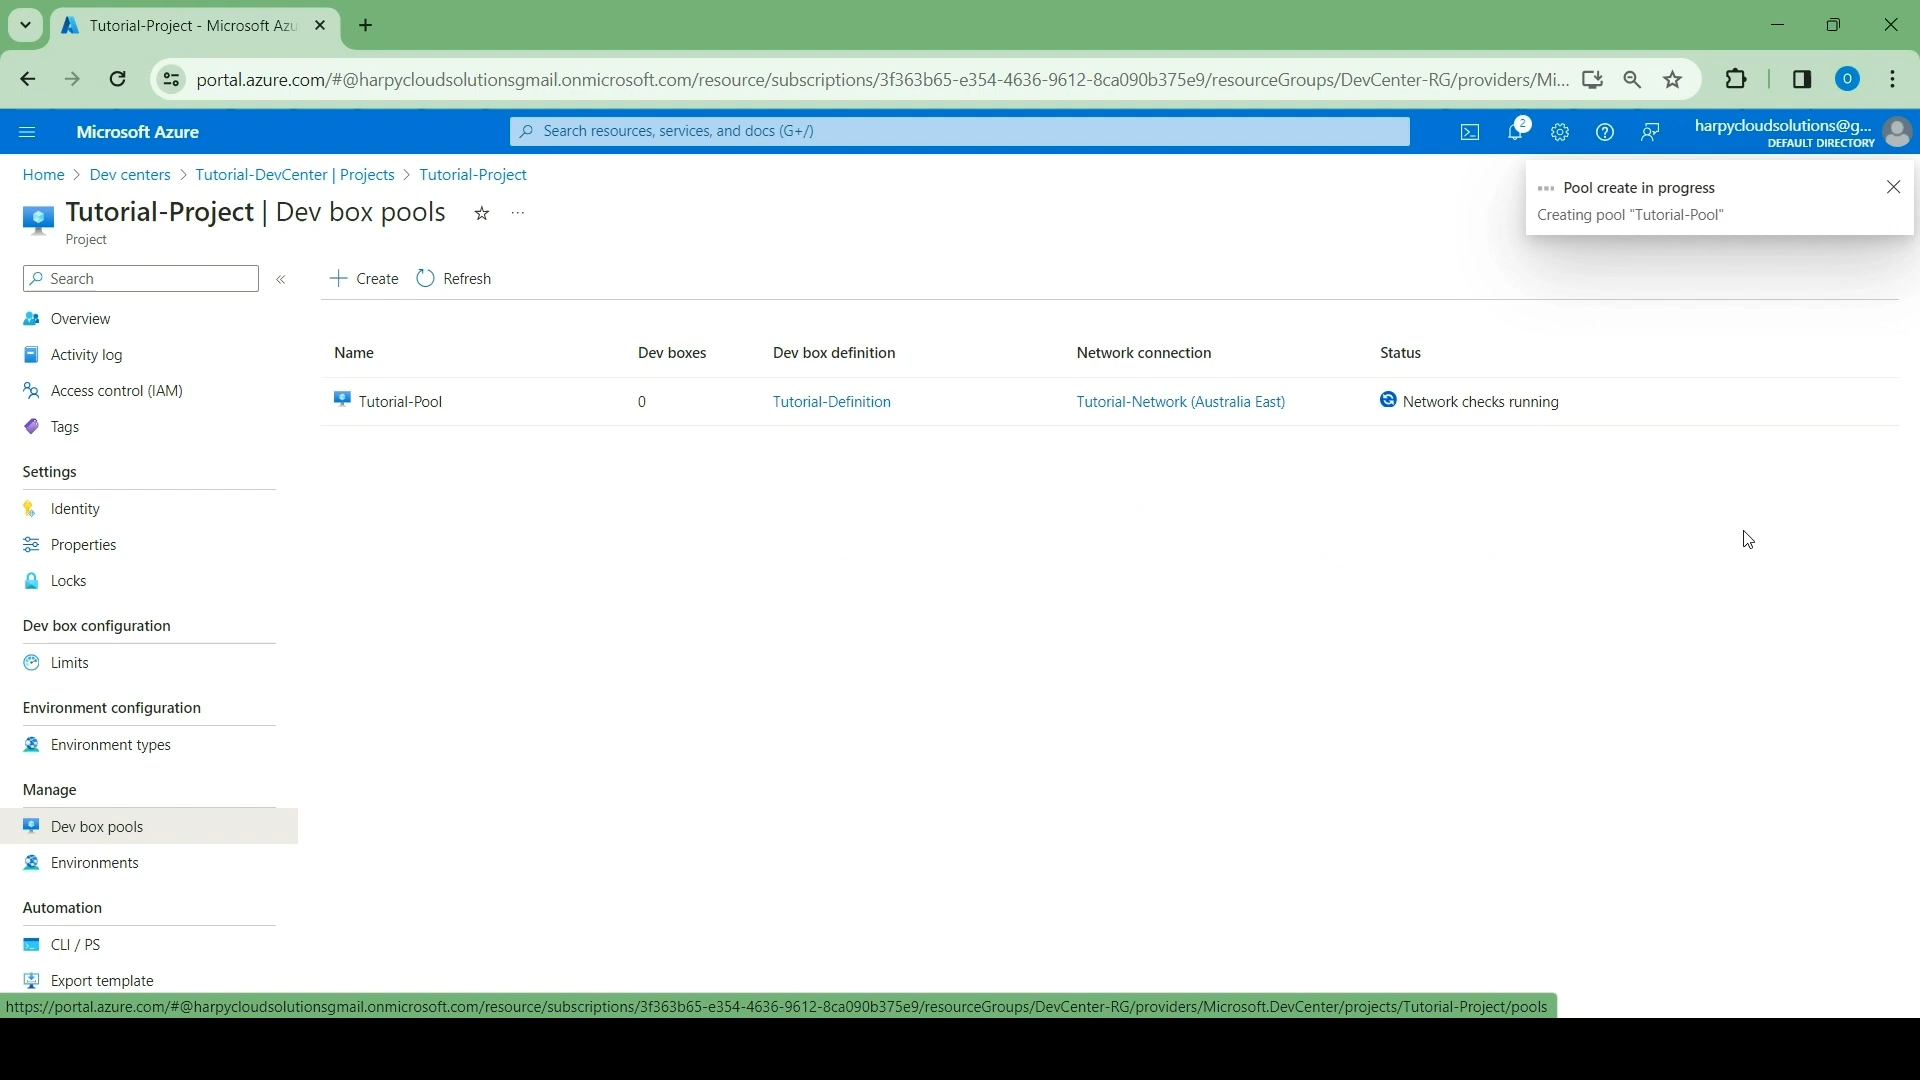 Tutorial-Project - Microsoft Azu
portal.azure.com/#@harpycloudsolutionsgmail.onmicrosoft.com/resource/subscriptions/3f363b65-e354-4636-9612-8ca090b375e9/resourceGroups/DevCenter-RG/providers/Mi...
O
Microsoft Azure
Search resources, services, and docs (G+/)
2
harpycloudsolutions@g...
DEFAULT DIRECTORY
Home > Dev centers > Tutorial-DevCenter | Projects > Tutorial-Project
Tutorial-Project | Dev box pools
Project
Pool create in progress
Creating pool "Tutorial-Pool"
Search
Create
Refresh
Overview
Activity log
Access control (IAM)
Tags
Settings
Identity
Properties
Locks
Dev box configuration
Limits
Environment configuration
Environment types
Manage
Dev box pools
Environments
Automation
CLI / PS
Export template
Name Dev boxes Dev box definition Network connection Status
Tutorial-Pool 0 Tutorial-Definition Tutorial-Network (Australia East) Network checks running
https://portal.azure.com/#@harpycloudsolutionsgmail.onmicrosoft.com/resource/subscriptions/3f363b65-e354-4636-9612-8ca090b375e9/resourceGroups/DevCenter-RG/providers/Microsoft.DevCenter/projects/Tutorial-Project/pools